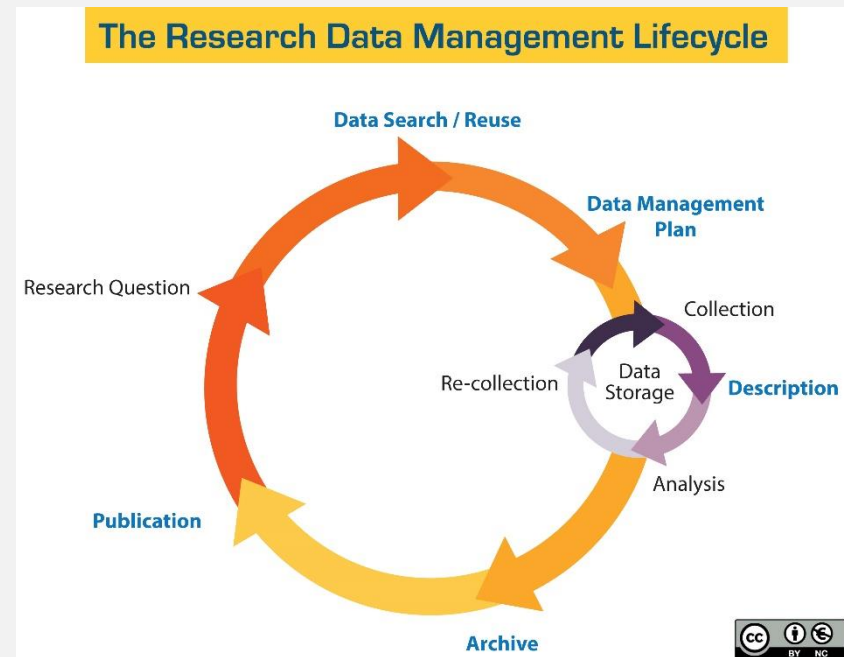 The Research Data Management Lifecycle
Data Search / Reuse
Data Management
Plan
Research Question
Collection
Re-collection
Data
Storage
Description
Analysis
Publication
Archive
cc
BY NC